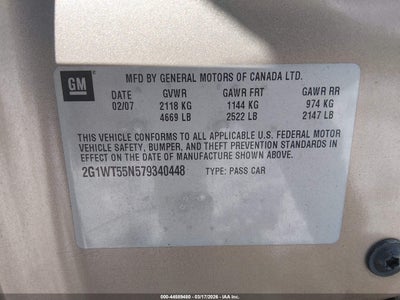 GM
MFD BY GENERAL MOTORS OF CANADA LTD.
DATE GVWR GAWR FRT GAWR RR
02/07 2118 KG 1144 KG 974 KG
4669 LB 2522 LB 2147 LB
THIS VEHICLE CONFORMS TO ALL APPLICABLE U.S. FEDERAL MOTOR
VEHICLE SAFETY, BUMPER, AND THEFT PREVENTION STANDARDS
IN EFFECT ON THE DATE OF MANUFACTURE SHOWN ABOVE.
2G1WT55N579340448 TYPE: PASS CAR
000-44689480 - 03/17/2026 - IAA, Inc.